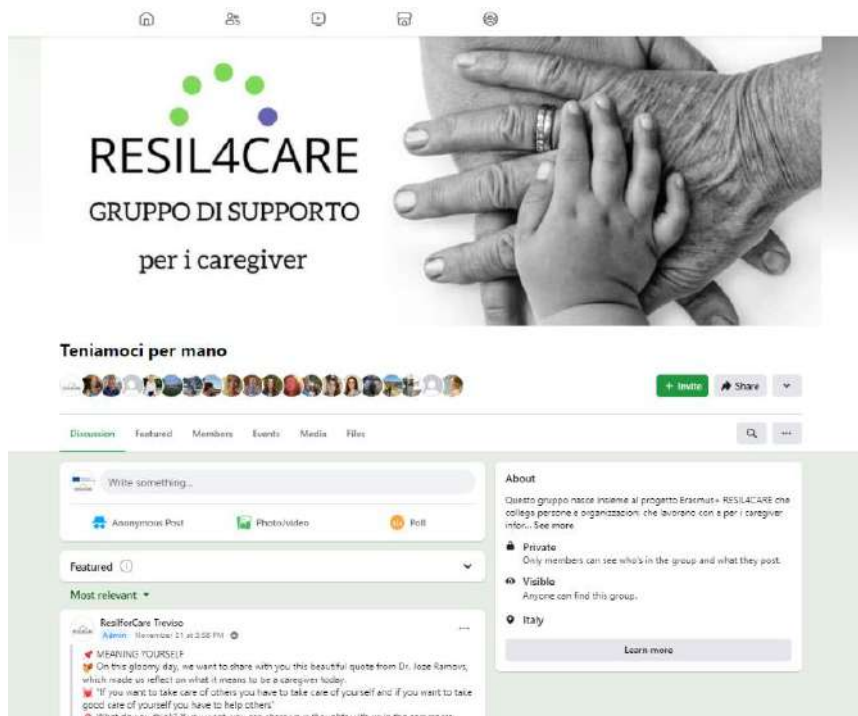 RESIL4CARE
GRUPPO DI SUPPORTO
per i caregiver
Teniamoci per mano
+ Invite
Share
Discussion
Featured
Members
Events
Media
Files
Write something...
Anonymous Post
Photo/video
Poll
Featured
Most relevant
ResilforCare Treviso
Admin November 21 at 3:58 PM
MEANING YOURSELF
On this gloomy day, we want to share with you this beautiful quote from Dr. Joze Ramovs,
which made us reflect on what it means to be a caregiver today.
"If you want to take care of others you have to take care of yourself and if you want to take
good care of yourself you have to help others"
About
Questo gruppo nasce insieme al progetto Erasmus+ RESIL4CARE che
collega persone e organizzazioni che lavorano con e per i caregiver
infor... See more
Private
Only members can see who's in the group and what they post.
Visible
Anyone can find this group.
Italy
Learn more